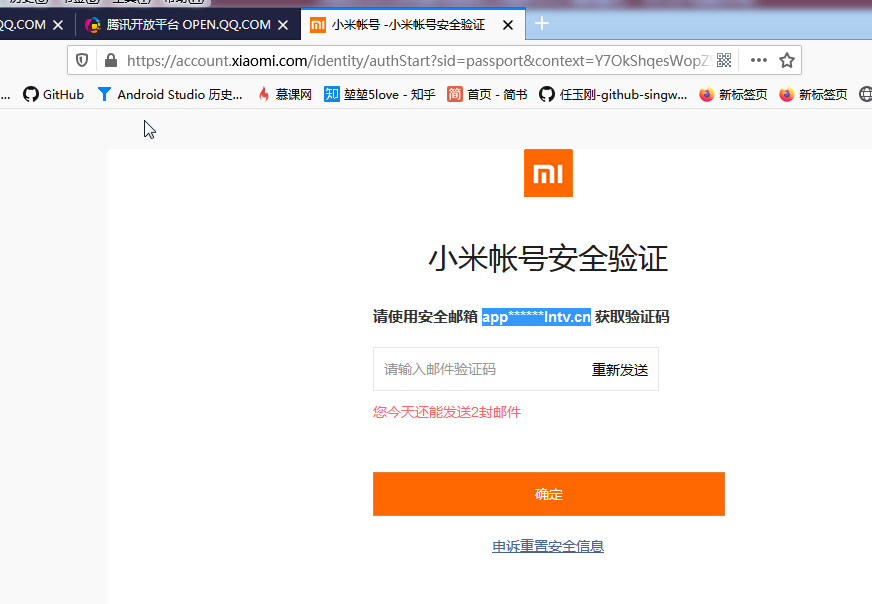 QQ.COM
腾讯开放平台 OPEN.QQ.COM
小米帐号 -小米帐号安全验证
https://account.xiaomi.com/identity/authStart?sid=passport&context=Y7OkShqesWopZ
... GitHub Android Studio 历史... 慕课网 知 堃堃5love - 知乎 简 首页 - 简书 任玉刚-github-singw... 新标签页 新标签页
小米帐号安全验证
请使用安全邮箱 app******lntv.cn 获取验证码
请输入邮件验证码 重新发送
您今天还能发送2封邮件
确定
申诉重置安全信息